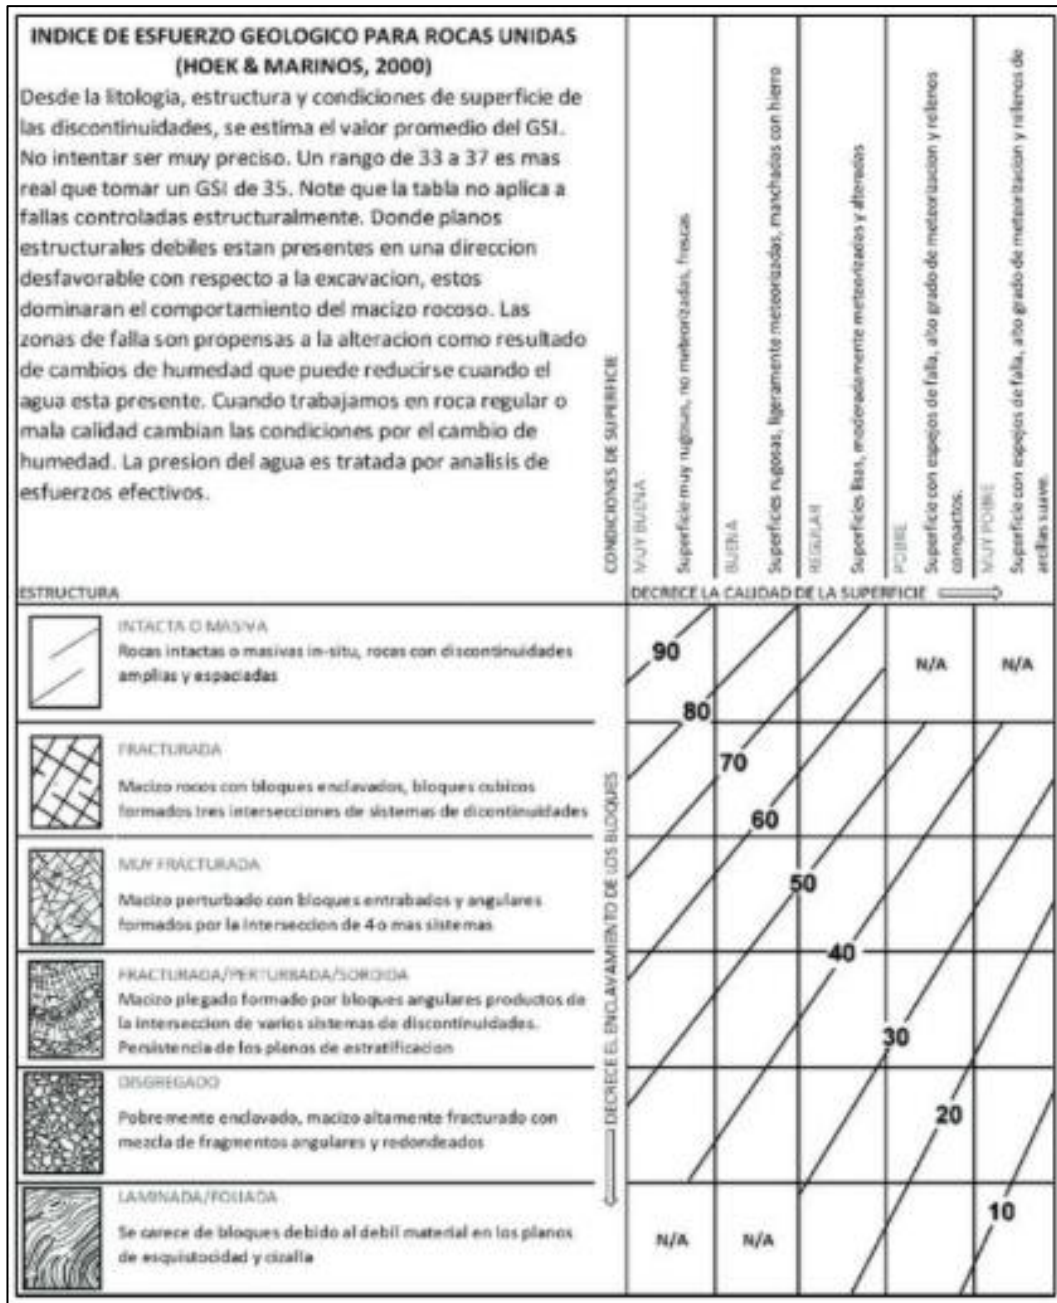 INDICE DE ESFUERZO GEOLOGICO PARA ROCAS UNIDAS
(HOEK & MARINOS, 2000)
Desde la litologia, estructura y condiciones de superficie de
las discontinuidades, se estima el valor promedio del GSI.
No intentar ser muy preciso. Un rango de 33 a 37 es mas
real que tomar un GSI de 35. Note que la tabla no aplica a
fallas controladas estructuralmente. Donde planos
estructurales debiles estan presentes en una direccion
desfavorable con respecto a la excavacion, estos
dominaran el comportamiento del macizo rocoso. Las
zonas de falla son propensas a la alteracion como resultado
de cambios de humedad que puede reducirse cuando el
agua esta presente. Cuando trabajamos en roca regular o
mala calidad cambian las condiciones por el cambio de
humedad. La presion del agua es tratada por analisis de
esfuerzos efectivos.
CONDICIONES DE SUPERFICIE
MUY BUENA
Superficie muy rugosas, no meteorizadas, frescas
BUENA
Superficies rugosas, ligeramente meteorizadas, manchadas con hierro
REGULAR
Superficies lisas, moderadamente meteorizadas y alteradas
POBRE
Superficie con espejos de falla, alto grado de meteorizacion y rellenos
compactos.
MUY POBRE
Superficie con espejos de falla, alto grado de meteorizacion y rellenos de
arcillas suave.
ESTRUCTURA
DECRECE LA CALIDAD DE LA SUPERFICIE
INTACTA O MASIVA
Rocas intactas o masivas in-situ, rocas con discontinuidades
amplias y espaciadas
90
80
N/A
N/A
FRACTURADA
Macizo rocos con bloques enclavados, bloques cubicos
formados tres intersecciones de sistemas de dicontinuidades
70
60
DECRECE EL ENCLAVAMIENTO DE LOS BLOQUES
MUY FRACTURADA
Macizo perturbado con bloques entrabados y angulares
formados por la interseccion de 4 o mas sistemas
50
40
FRACTURADA/PERTURBADA/SORDIDA
Macizo plegado formado por bloques angulares productos de
la interseccion de varios sistemas de discontinuidades.
Persistencia de los planos de estratificacion
30
DISGREGADO
Pobremente enclavado, macizo altamente fracturado con
mezcla de fragmentos angulares y redondeados
20
LAMINADA/FOLIADA
Se carece de bloques debido al debil material en los planos
de esquistocidad y cizalla
N/A
N/A
10